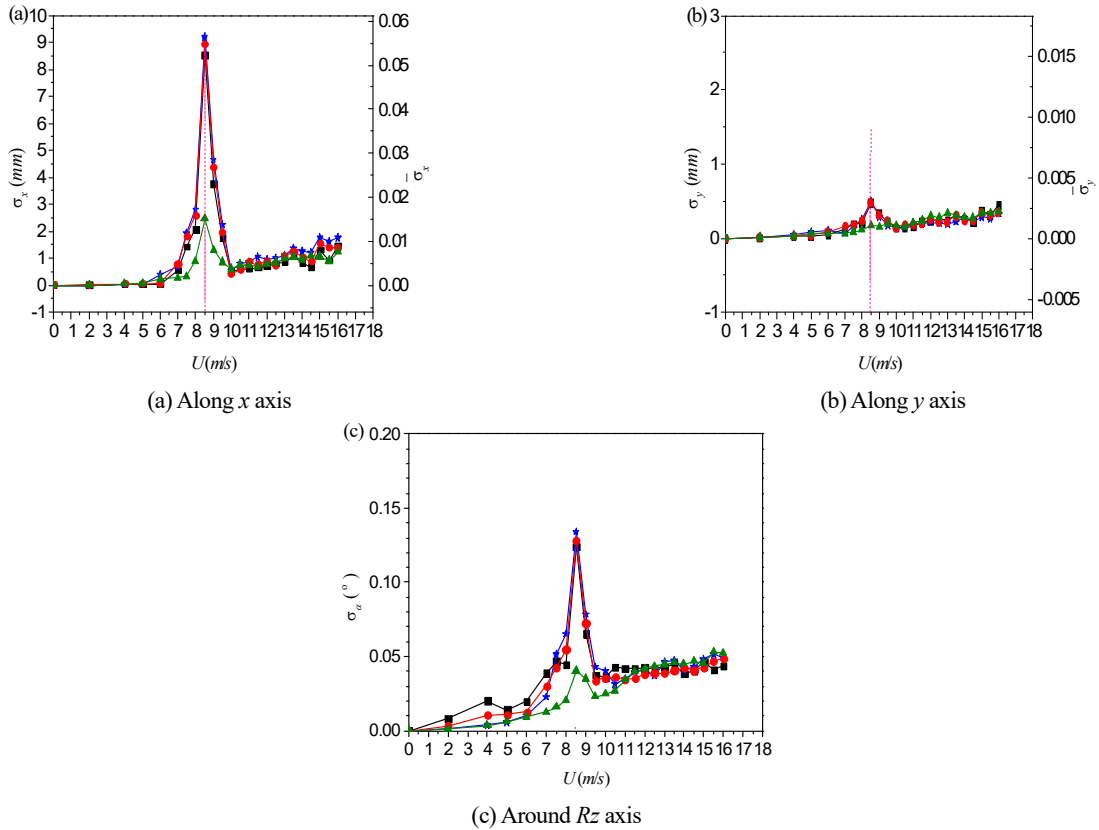 (a)
10
9
8
7
6
5
4
3
2
1
0
-1
σx (mm)
0.06
0.05
0.04
0.03
0.02
0.01
0.00
σ̅x
0 1 2 3 4 5 6 7 8 9 10 11 12 13 14 15 16 17 18
U(m/s)
(a) Along x axis
(b)
3
2
1
0
-1
σy (mm)
0.015
0.010
0.005
0.000
-0.005
σ̅y
0 1 2 3 4 5 6 7 8 9 10 11 12 13 14 15 16 17 18
U(m/s)
(b) Along y axis
(c)
0.20
0.15
0.10
0.05
0.00
σα (°)
0 1 2 3 4 5 6 7 8 9 10 11 12 13 14 15 16 17 18
U(m/s)
(c) Around Rz axis